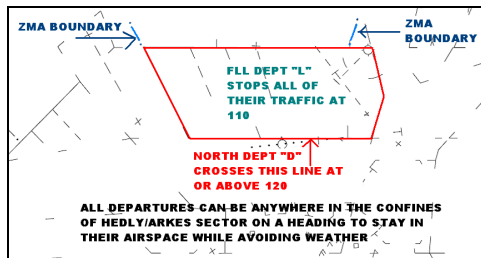 ZMA BOUNDARY
ZMA
BOUNDARY
FLL DEPT "L"
STOPS ALL OF
THEIR TRAFFIC AT
110
NORTH DEPT "D"
CROSSES THIS LINE AT
OR ABOVE 120
ALL DEPARTURES CAN BE ANYWHERE IN THE CONFINES
OF HEDLY/ARKES SECTOR ON A HEADING TO STAY IN
THEIR AIRSPACE WHILE AVOIDING WEATHER